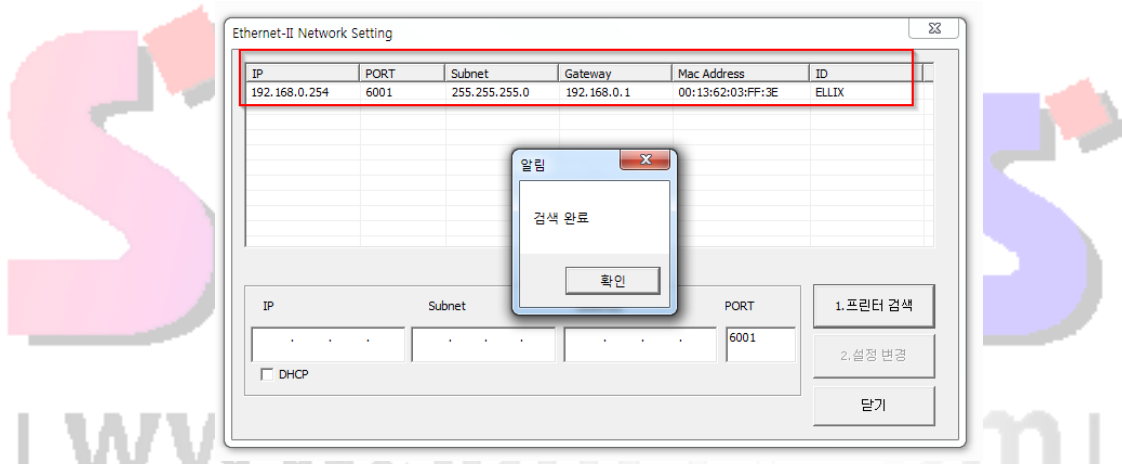 Ethernet-II Network Setting
IP PORT Subnet Gateway Mac Address ID
192.168.0.254 6001 255.255.255.0 192.168.0.1 00:13:62:03:FF:3E ELLIX
알림
검색 완료
확인
IP Subnet PORT
. . . . . . . . . 6001
DHCP
1.프린터 검색
2.설정 변경
닫기